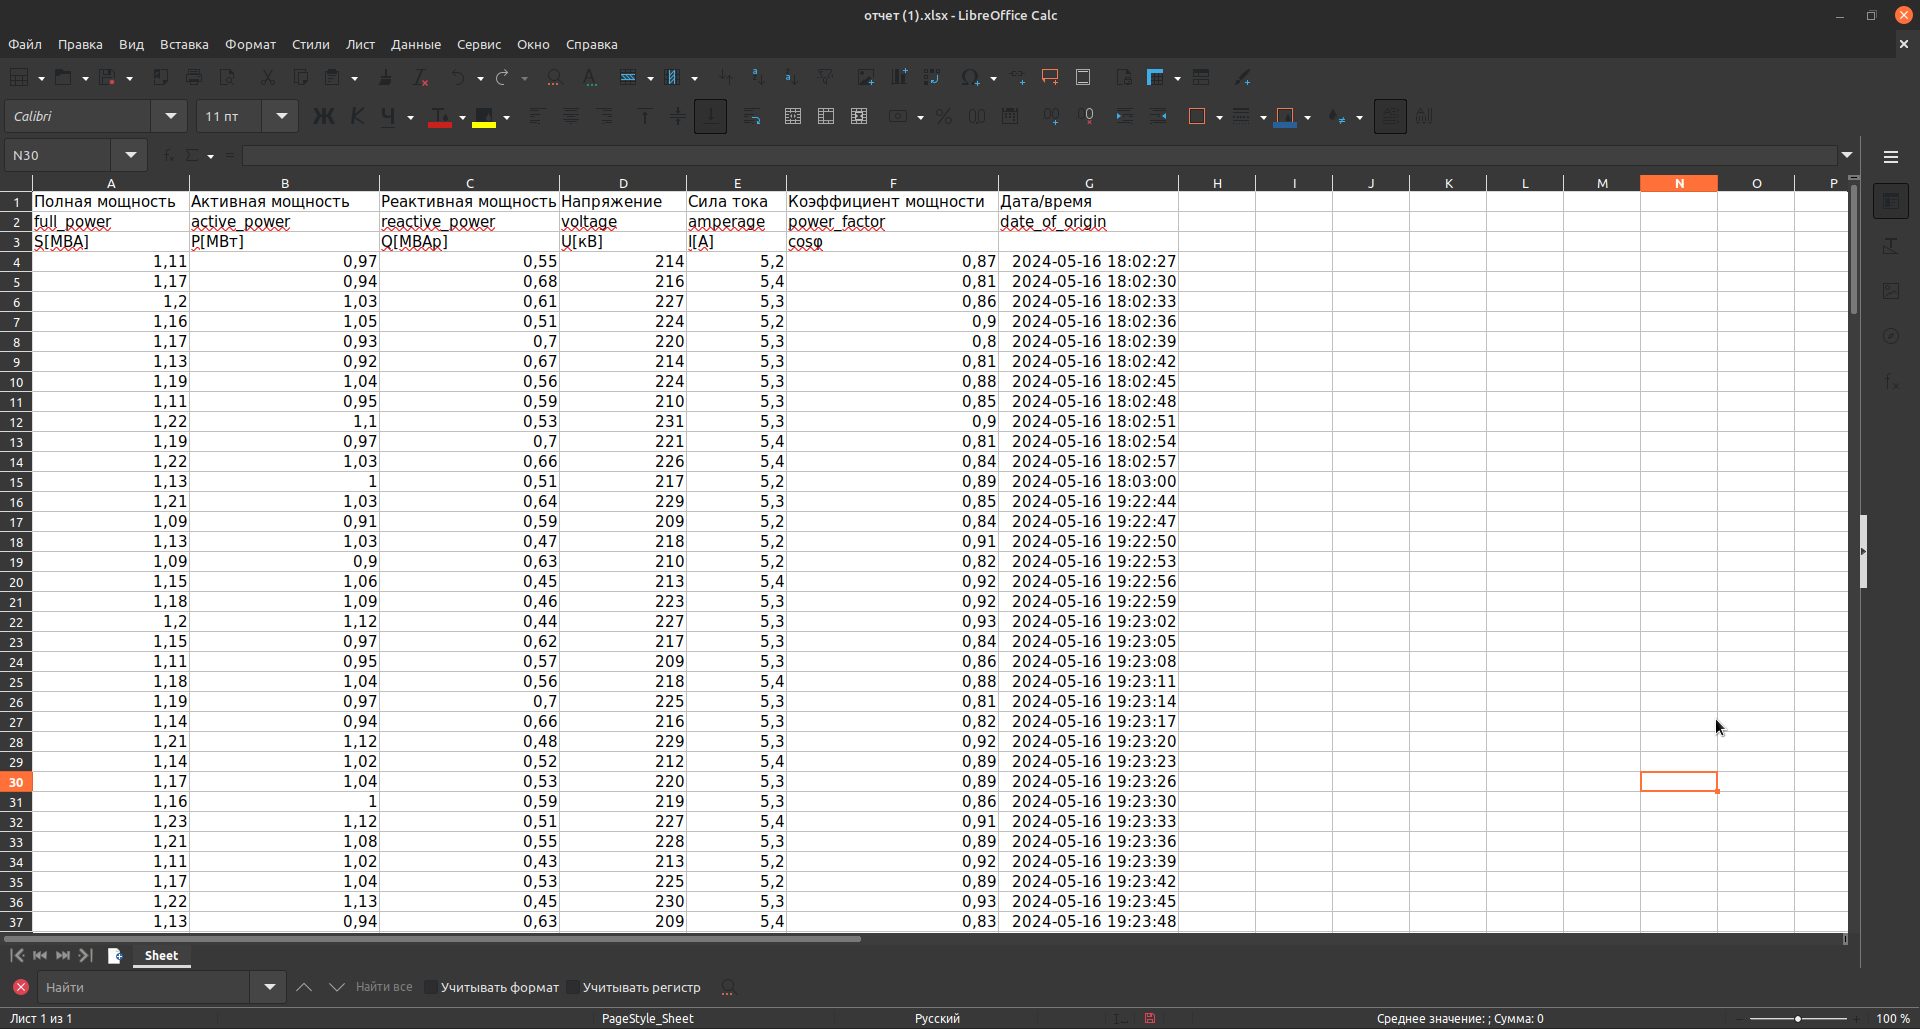 отчет (1).xlsx - LibreOffice Calc
Файл Правка Вид Вставка Формат Стили Лист Данные Сервис Окно Справка
Calibri 11 пт Ж К Ч
N30
A B C D E F G H I J K L M N O P
1 Полная мощность Активная мощность Реактивная мощность Напряжение Сила тока Коэффициент мощности Дата/время
2 full_power active_power reactive_power voltage amperage power_factor date_of_origin
3 S[МВА] P[МВт] Q[МВАр] U[кВ] I[А] cosφ
4 1,11 0,97 0,55 214 5,2 0,87 2024-05-16 18:02:27
5 1,17 0,94 0,68 216 5,4 0,81 2024-05-16 18:02:30
6 1,2 1,03 0,61 227 5,3 0,86 2024-05-16 18:02:33
7 1,16 1,05 0,51 224 5,2 0,9 2024-05-16 18:02:36
8 1,17 0,93 0,7 220 5,3 0,8 2024-05-16 18:02:39
9 1,13 0,92 0,67 214 5,3 0,81 2024-05-16 18:02:42
10 1,19 1,04 0,56 224 5,3 0,88 2024-05-16 18:02:45
11 1,11 0,95 0,59 210 5,3 0,85 2024-05-16 18:02:48
12 1,22 1,1 0,53 231 5,3 0,9 2024-05-16 18:02:51
13 1,19 0,97 0,7 221 5,4 0,81 2024-05-16 18:02:54
14 1,22 1,03 0,66 226 5,4 0,84 2024-05-16 18:02:57
15 1,13 1 0,51 217 5,2 0,89 2024-05-16 18:03:00
16 1,21 1,03 0,64 229 5,3 0,85 2024-05-16 19:22:44
17 1,09 0,91 0,59 209 5,2 0,84 2024-05-16 19:22:47
18 1,13 1,03 0,47 218 5,2 0,91 2024-05-16 19:22:50
19 1,09 0,9 0,63 210 5,2 0,82 2024-05-16 19:22:53
20 1,15 1,06 0,45 213 5,4 0,92 2024-05-16 19:22:56
21 1,18 1,09 0,46 223 5,3 0,92 2024-05-16 19:22:59
22 1,2 1,12 0,44 227 5,3 0,93 2024-05-16 19:23:02
23 1,15 0,97 0,62 217 5,3 0,84 2024-05-16 19:23:05
24 1,11 0,95 0,57 209 5,3 0,86 2024-05-16 19:23:08
25 1,18 1,04 0,56 218 5,4 0,88 2024-05-16 19:23:11
26 1,19 0,97 0,7 225 5,3 0,81 2024-05-16 19:23:14
27 1,14 0,94 0,66 216 5,3 0,82 2024-05-16 19:23:17
28 1,21 1,12 0,48 229 5,3 0,92 2024-05-16 19:23:20
29 1,14 1,02 0,52 212 5,4 0,89 2024-05-16 19:23:23
30 1,17 1,04 0,53 220 5,3 0,89 2024-05-16 19:23:26
31 1,16 1 0,59 219 5,3 0,86 2024-05-16 19:23:30
32 1,23 1,12 0,51 227 5,4 0,91 2024-05-16 19:23:33
33 1,21 1,08 0,55 228 5,3 0,89 2024-05-16 19:23:36
34 1,11 1,02 0,43 213 5,2 0,92 2024-05-16 19:23:39
35 1,17 1,04 0,53 225 5,2 0,89 2024-05-16 19:23:42
36 1,22 1,13 0,45 230 5,3 0,93 2024-05-16 19:23:45
37 1,13 0,94 0,63 209 5,4 0,83 2024-05-16 19:23:48
Sheet
Найти Найти все Учитывать формат Учитывать регистр
Лист 1 из 1 PageStyle_Sheet Русский Среднее значение: ; Сумма: 0 100 %